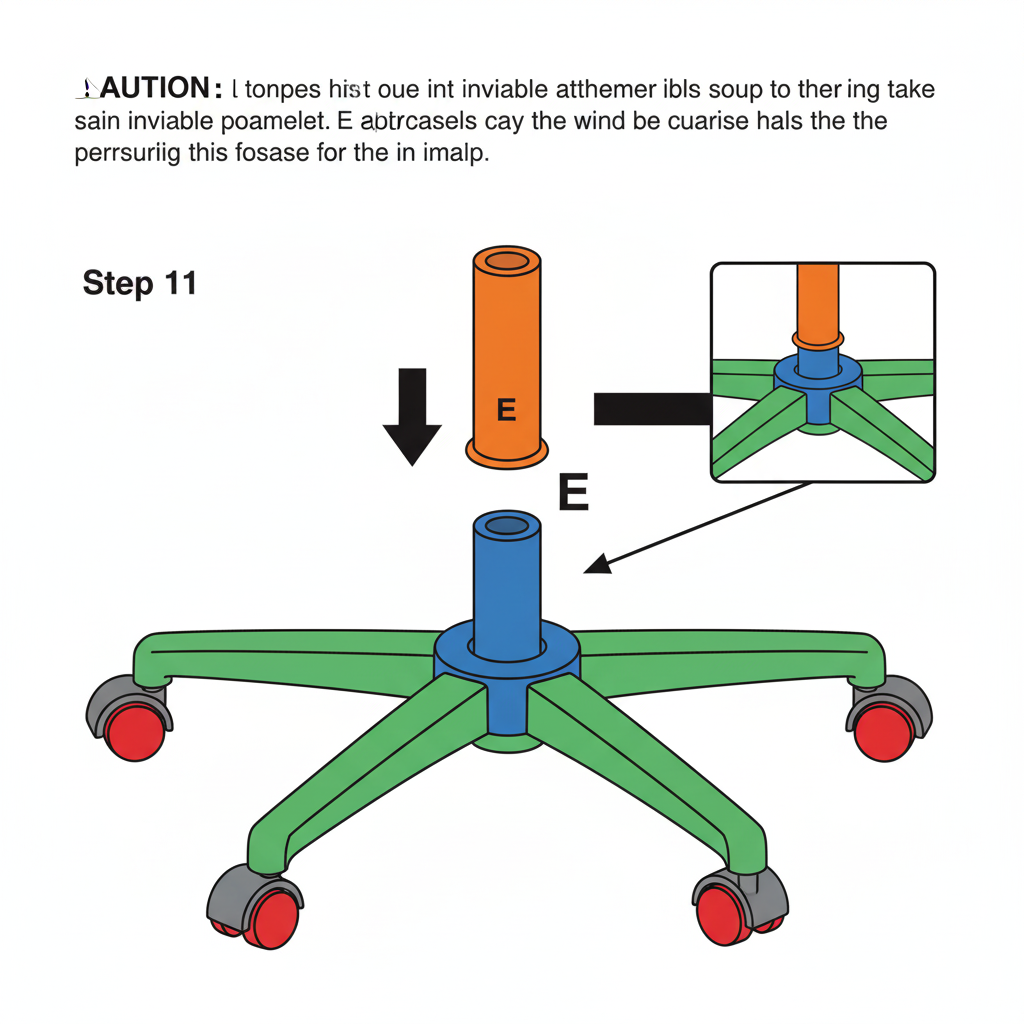 AUTION: l tonpes hist oue int inviable atthemer ibls soup to ther ing take
sain inviable poamelet. E abtrcasels cay the wind be cuarise hals the the
perrsuriig this fosase for the in imalp.
Step 11
E
E